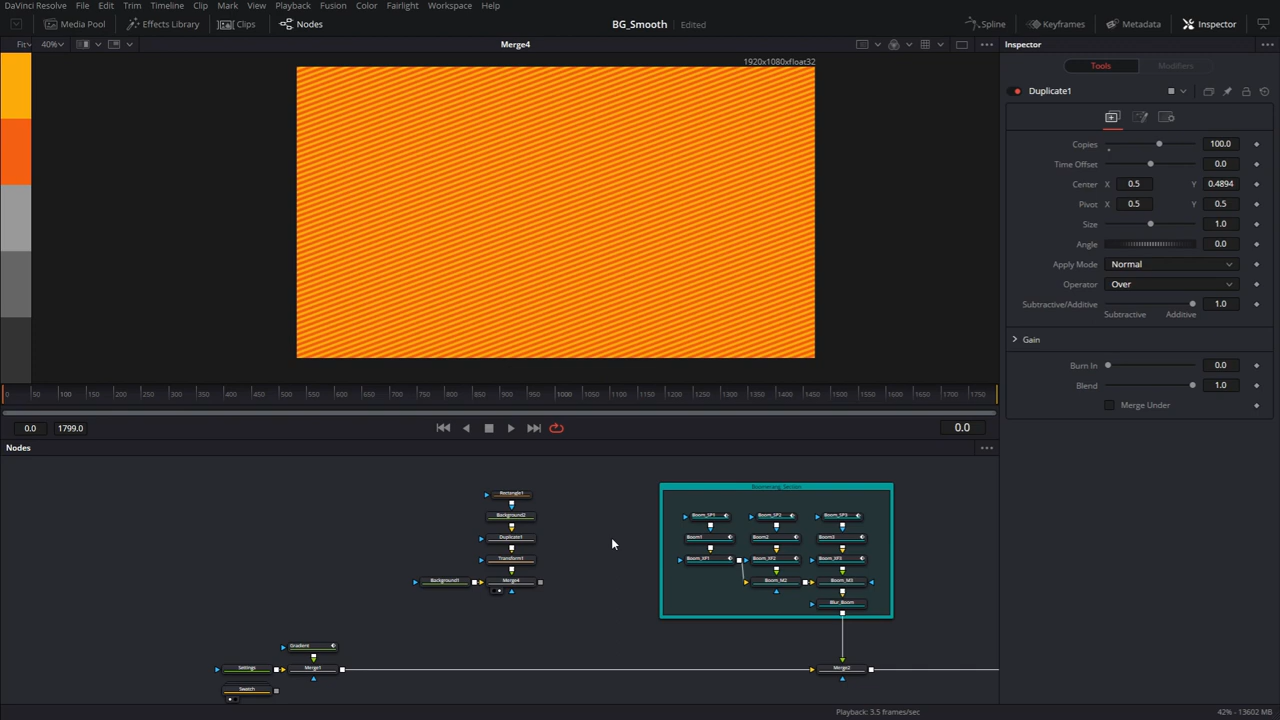 DaVinci Resolve File Edit Trim Timeline Clip Mark View Playback Fusion Color Fairlight Workspace Help
Media Pool Effects Library Clips Nodes BG_Smooth Edited Spline Keyframes Metadata Inspector
Fit 40% Merge4 Inspector
1920x1080xfloat32
Tools Modifiers
Duplicate1
Copies 100.0
Time Offset 0.0
Center X 0.5 Y 0.4894
Pivot X 0.5 Y 0.5
Size 1.0
Angle 0.0
Apply Mode Normal
Operator Over
Subtractive/Additive 1.0
Subtractive Additive
Gain
Burn In 0.0
Blend 1.0
Merge Under
0 50 100 150 200 250 300 350 400 450 500 550 600 650 700 750 800 850 900 950 1000 1050 1100 1150 1200 1250 1300 1350 1400 1450 1500 1550 1600 1650 1700 1750
0.0 1799.0 0.0
Nodes
Boomerang_Section
Rectangle1
Background2 Boom_SP1 Boom_SP2 Boom_SP3
Duplicate1 Boom1 Boom2 Boom3
Transform1 Boom_XF1 Boom_XF2 Boom_XF3
Background1 Merge4 Boom_M2 Boom_M3
Blur_Boom
Gradient
Settings Merge1 Merge2
Swatch
Playback: 3.5 frames/sec 42% - 13602 MB